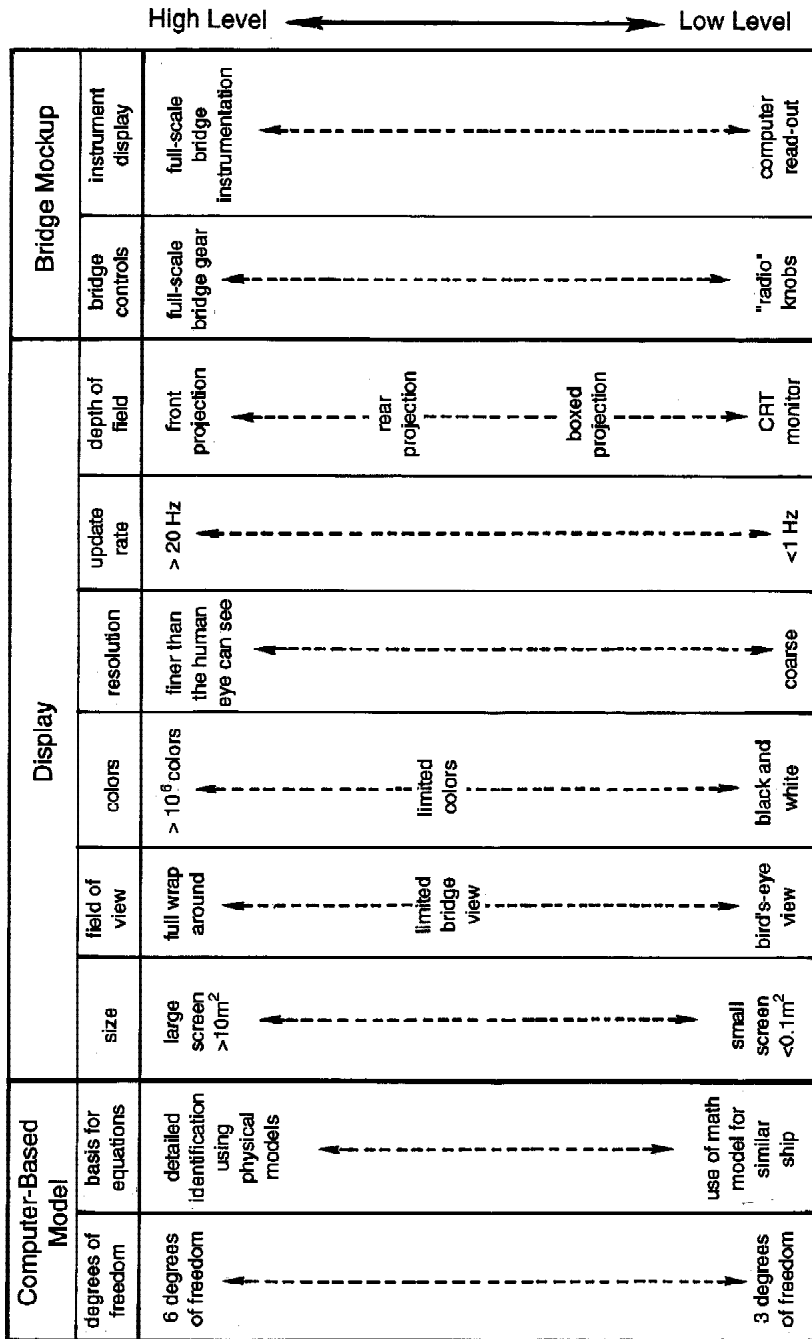 High Level
Low Level
Computer-Based
Model
degrees of
freedom
6 degrees
of freedom
3 degrees
of freedom
basis for
equations
detailed
identification
using
physical
models
use of math
model for
similar
ship
Display
size
large
screen
>10m²
small
screen
<0.1m²
field of
view
full wrap
around
limited
bridge
view
bird's-eye
view
colors
> 10⁶ colors
limited
colors
black and
white
resolution
finer than
the human
eye can see
coarse
update
rate
> 20 Hz
<1 Hz
depth of
field
front
projection
rear
projection
boxed
projection
CRT
monitor
Bridge Mockup
bridge
controls
full-scale
bridge gear
"radio"
knobs
instrument
display
full-scale
bridge
instrumentation
computer
read-out